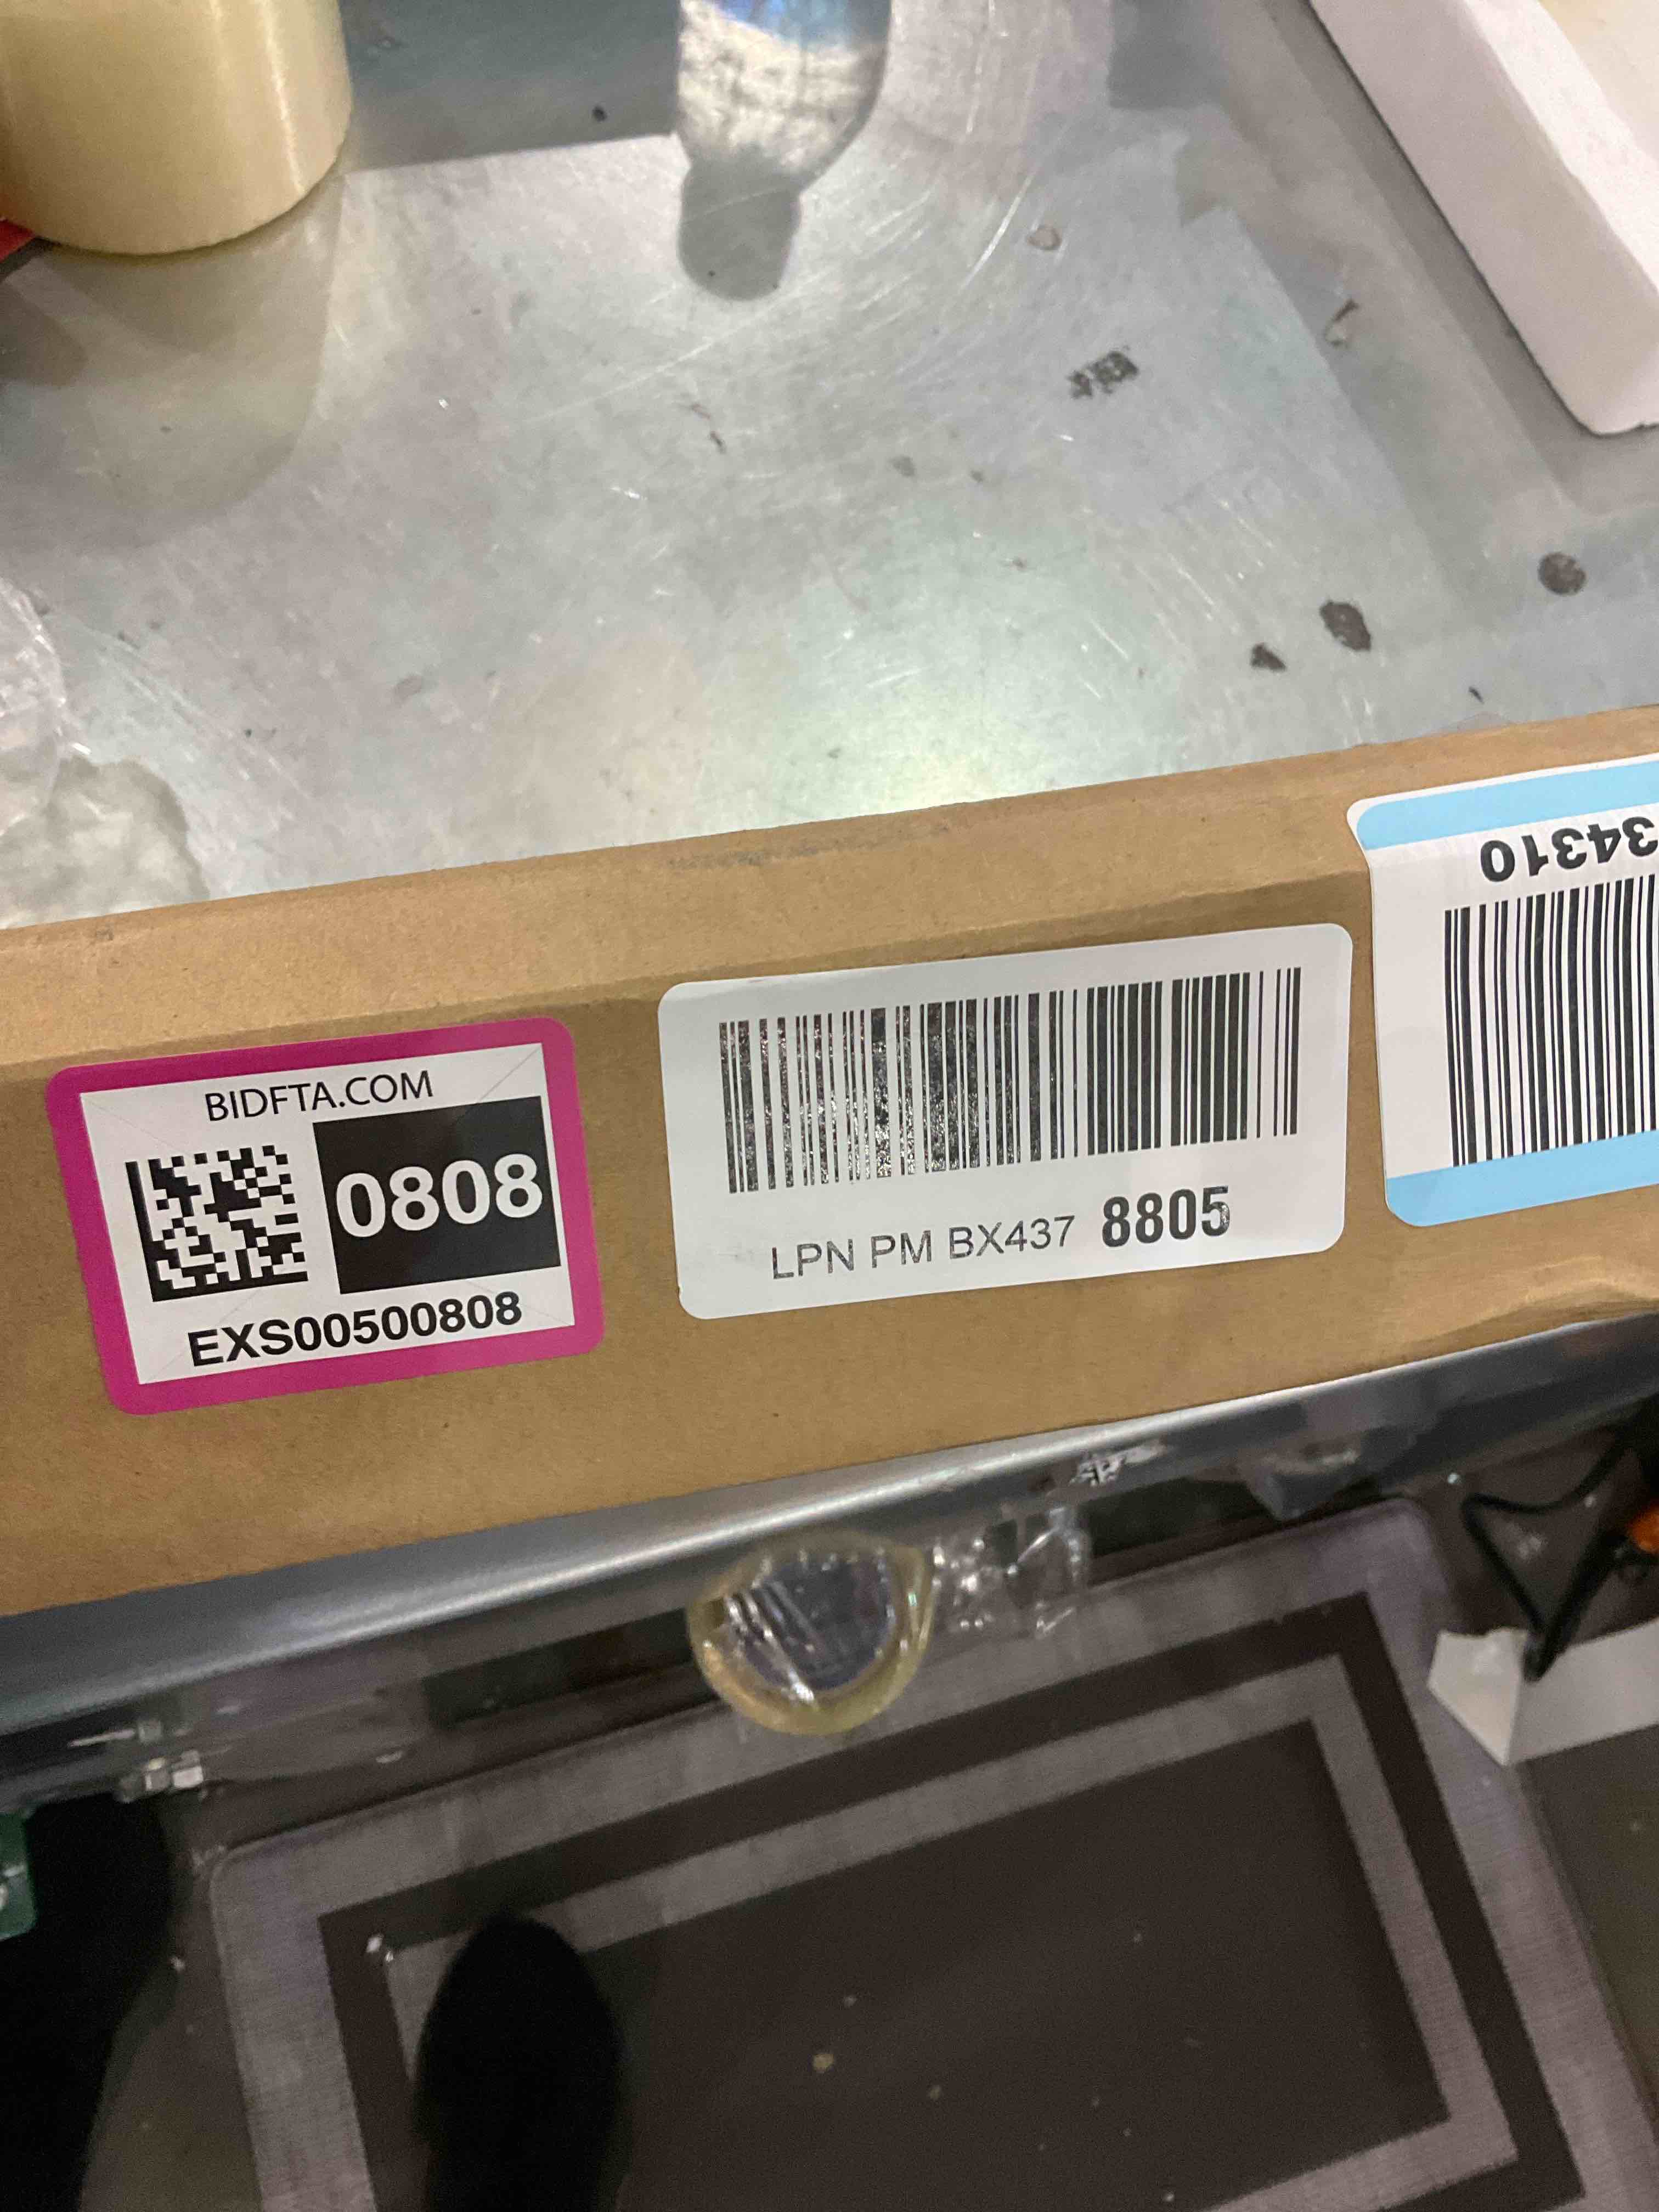 BIDFTA.COM
0808
EXS00500808
LPN PM BX437 8805
34310